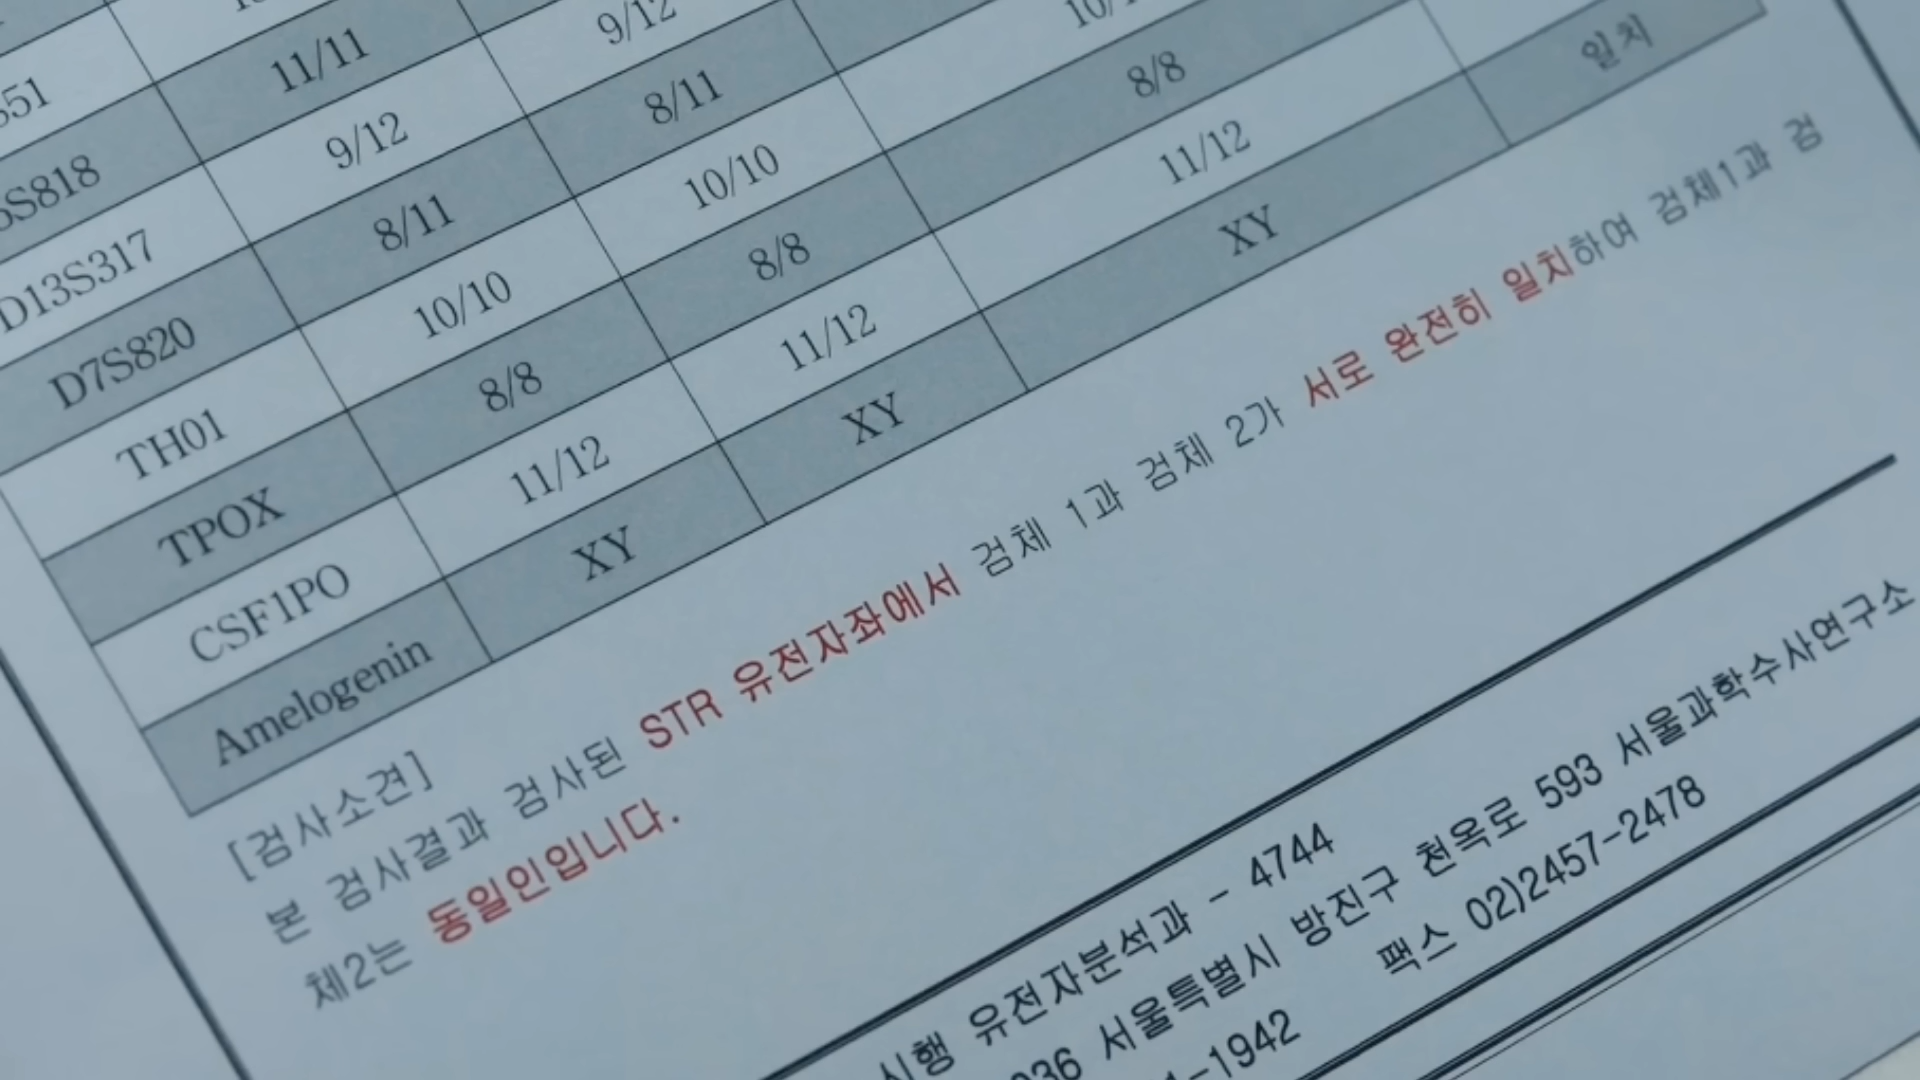 11/11 9/12
D13S317 9/12 8/11 8/8 일치
D7S820 8/11 10/10 11/12
TH01 10/10 8/8 XY
TPOX 8/8 11/12
CSF1PO 11/12 XY
Amelogenin XY
[검사소견]
본 검사결과 검사된 STR 유전자좌에서 검체 1과 검체 2가 서로 완전히 일치하여 검체1과 검
체2는 동일인입니다.
시행 유전자분석과 - 4744
서울특별시 방진구 천옥로 593 서울과학수사연구소
-1942 팩스 02)2457-2478